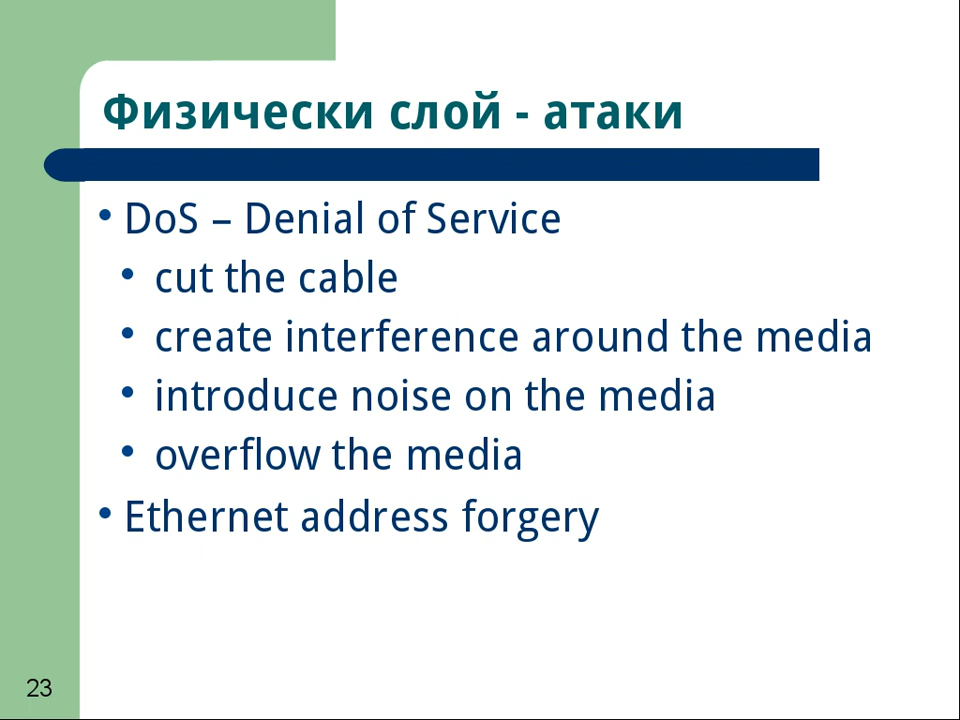 Физически слой - атаки
• DoS – Denial of Service
• cut the cable
• create interference around the media
• introduce noise on the media
• overflow the media
• Ethernet address forgery
23